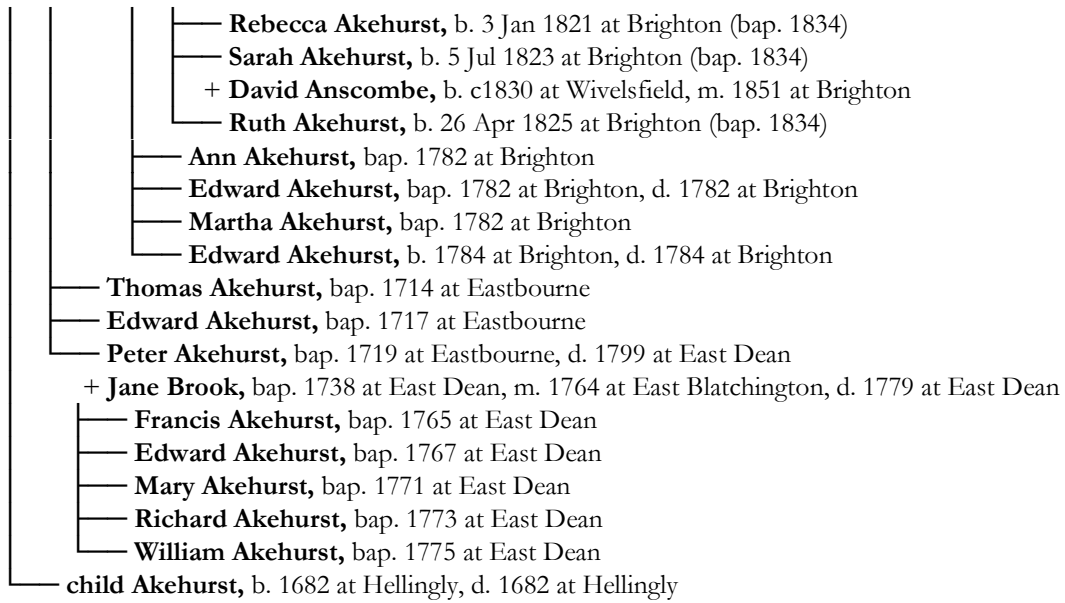 Rebecca Akehurst, b. 3 Jan 1821 at Brighton (bap. 1834)
Sarah Akehurst, b. 5 Jul 1823 at Brighton (bap. 1834)
+ David Anscombe, b. c1830 at Wivelsfield, m. 1851 at Brighton
Ruth Akehurst, b. 26 Apr 1825 at Brighton (bap. 1834)
Ann Akehurst, bap. 1782 at Brighton
Edward Akehurst, bap. 1782 at Brighton, d. 1782 at Brighton
Martha Akehurst, bap. 1782 at Brighton
Edward Akehurst, b. 1784 at Brighton, d. 1784 at Brighton
Thomas Akehurst, bap. 1714 at Eastbourne
Edward Akehurst, bap. 1717 at Eastbourne
Peter Akehurst, bap. 1719 at Eastbourne, d. 1799 at East Dean
+ Jane Brook, bap. 1738 at East Dean, m. 1764 at East Blatchington, d. 1779 at East Dean
Francis Akehurst, bap. 1765 at East Dean
Edward Akehurst, bap. 1767 at East Dean
Mary Akehurst, bap. 1771 at East Dean
Richard Akehurst, bap. 1773 at East Dean
William Akehurst, bap. 1775 at East Dean
child Akehurst, b. 1682 at Hellingly, d. 1682 at Hellingly